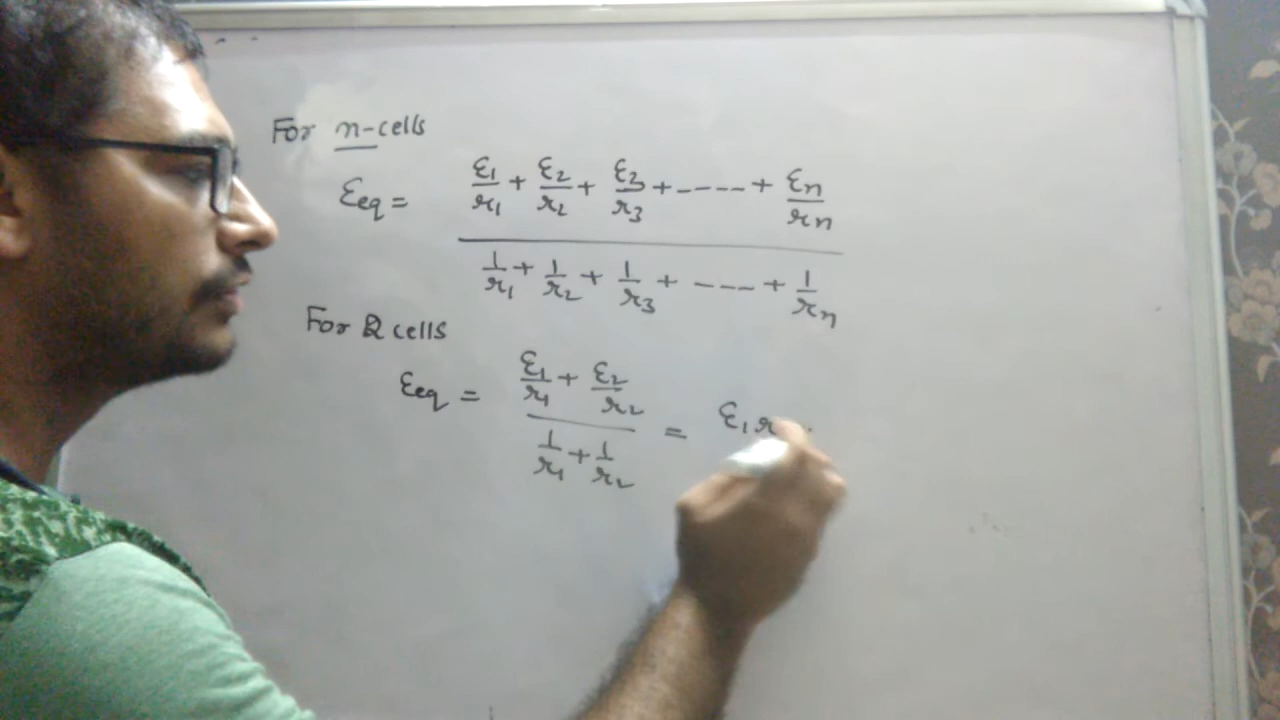 For n-cells
εeq = ε1/r1 + ε2/r2 + ε3/r3 + ---- + εn/rn
1/r1 + 1/r2 + 1/r3 + ---- + 1/rn
For 2 cells
εeq = ε1/r1 + ε2/r2 = ε1r
1/r1 + 1/r2